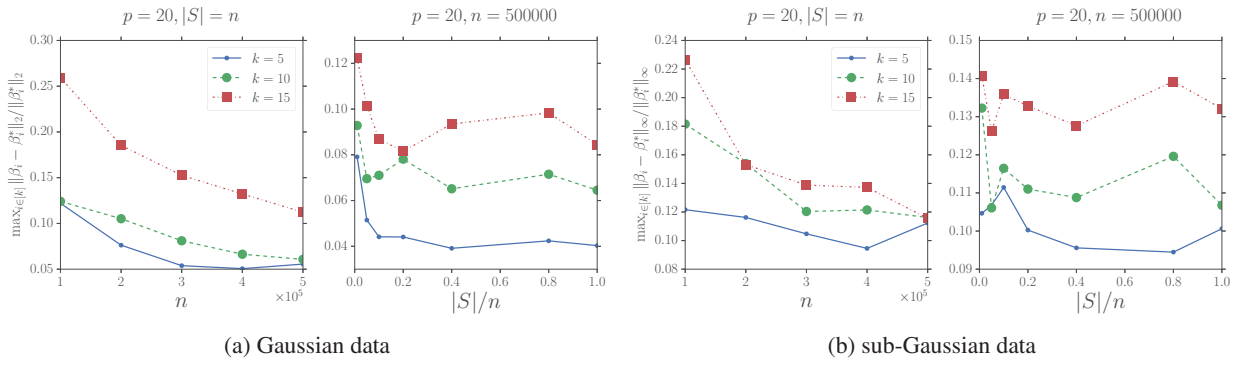 p = 20, |S| = n
max_{i∈[k]} ||β_i − β_i^*||_2/||β_i^*||_2
0.30
0.25
0.20
0.15
0.10
0.05
k = 5
k = 10
k = 15
1 2 3 4 5
×10^5
n
p = 20, n = 500000
0.12
0.10
0.08
0.06
0.04
0.0 0.2 0.4 0.6 0.8 1.0
|S|/n
(a) Gaussian data
p = 20, |S| = n
max_{i∈[k]} ||β_i − β_i^*||_∞/||β_i^*||_∞
0.24
0.22
0.20
0.18
0.16
0.14
0.12
0.10
0.08
k = 5
k = 10
k = 15
1 2 3 4 5
×10^5
n
p = 20, n = 500000
0.15
0.14
0.13
0.12
0.11
0.10
0.09
0.0 0.2 0.4 0.6 0.8 1.0
|S|/n
(b) sub-Gaussian data